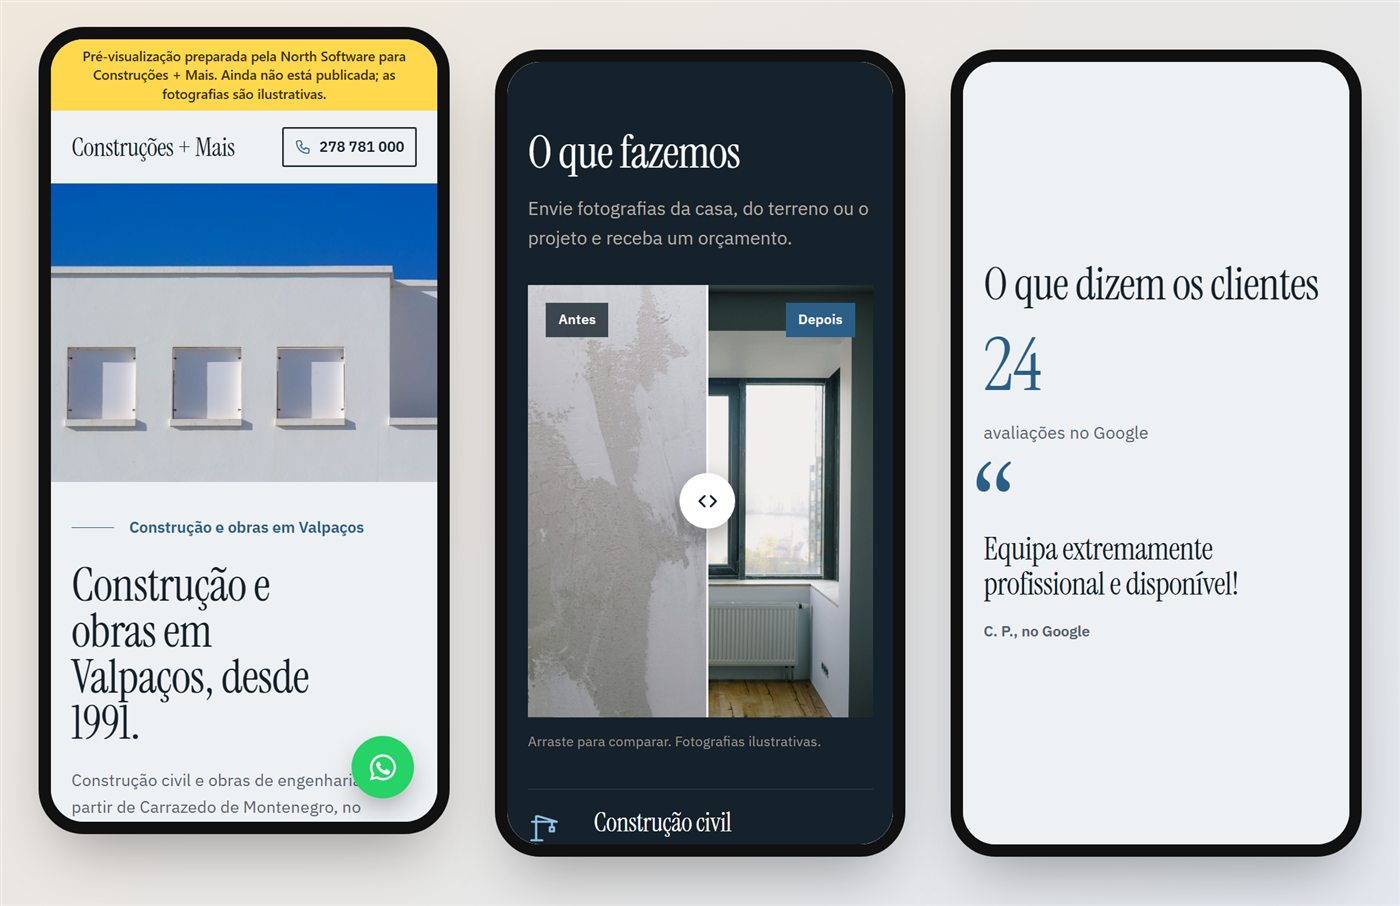 Pré-visualização preparada pela North Software para
Construções + Mais. Ainda não está publicada; as
fotografias são ilustrativas.
Construções + Mais
278 781 000
Construção e obras em Valpaços
Construção e
obras em
Valpaços, desde
1991.
Construção civil e obras de engenharia
partir de Carrazedo de Montenegro, no
O que fazemos
Envie fotografias da casa, do terreno ou o
projeto e receba um orçamento.
Antes
Depois
Arraste para comparar. Fotografias ilustrativas.
Construção civil
O que dizem os clientes
24
avaliações no Google
“
Equipa extremamente
profissional e disponível!
C. P., no Google